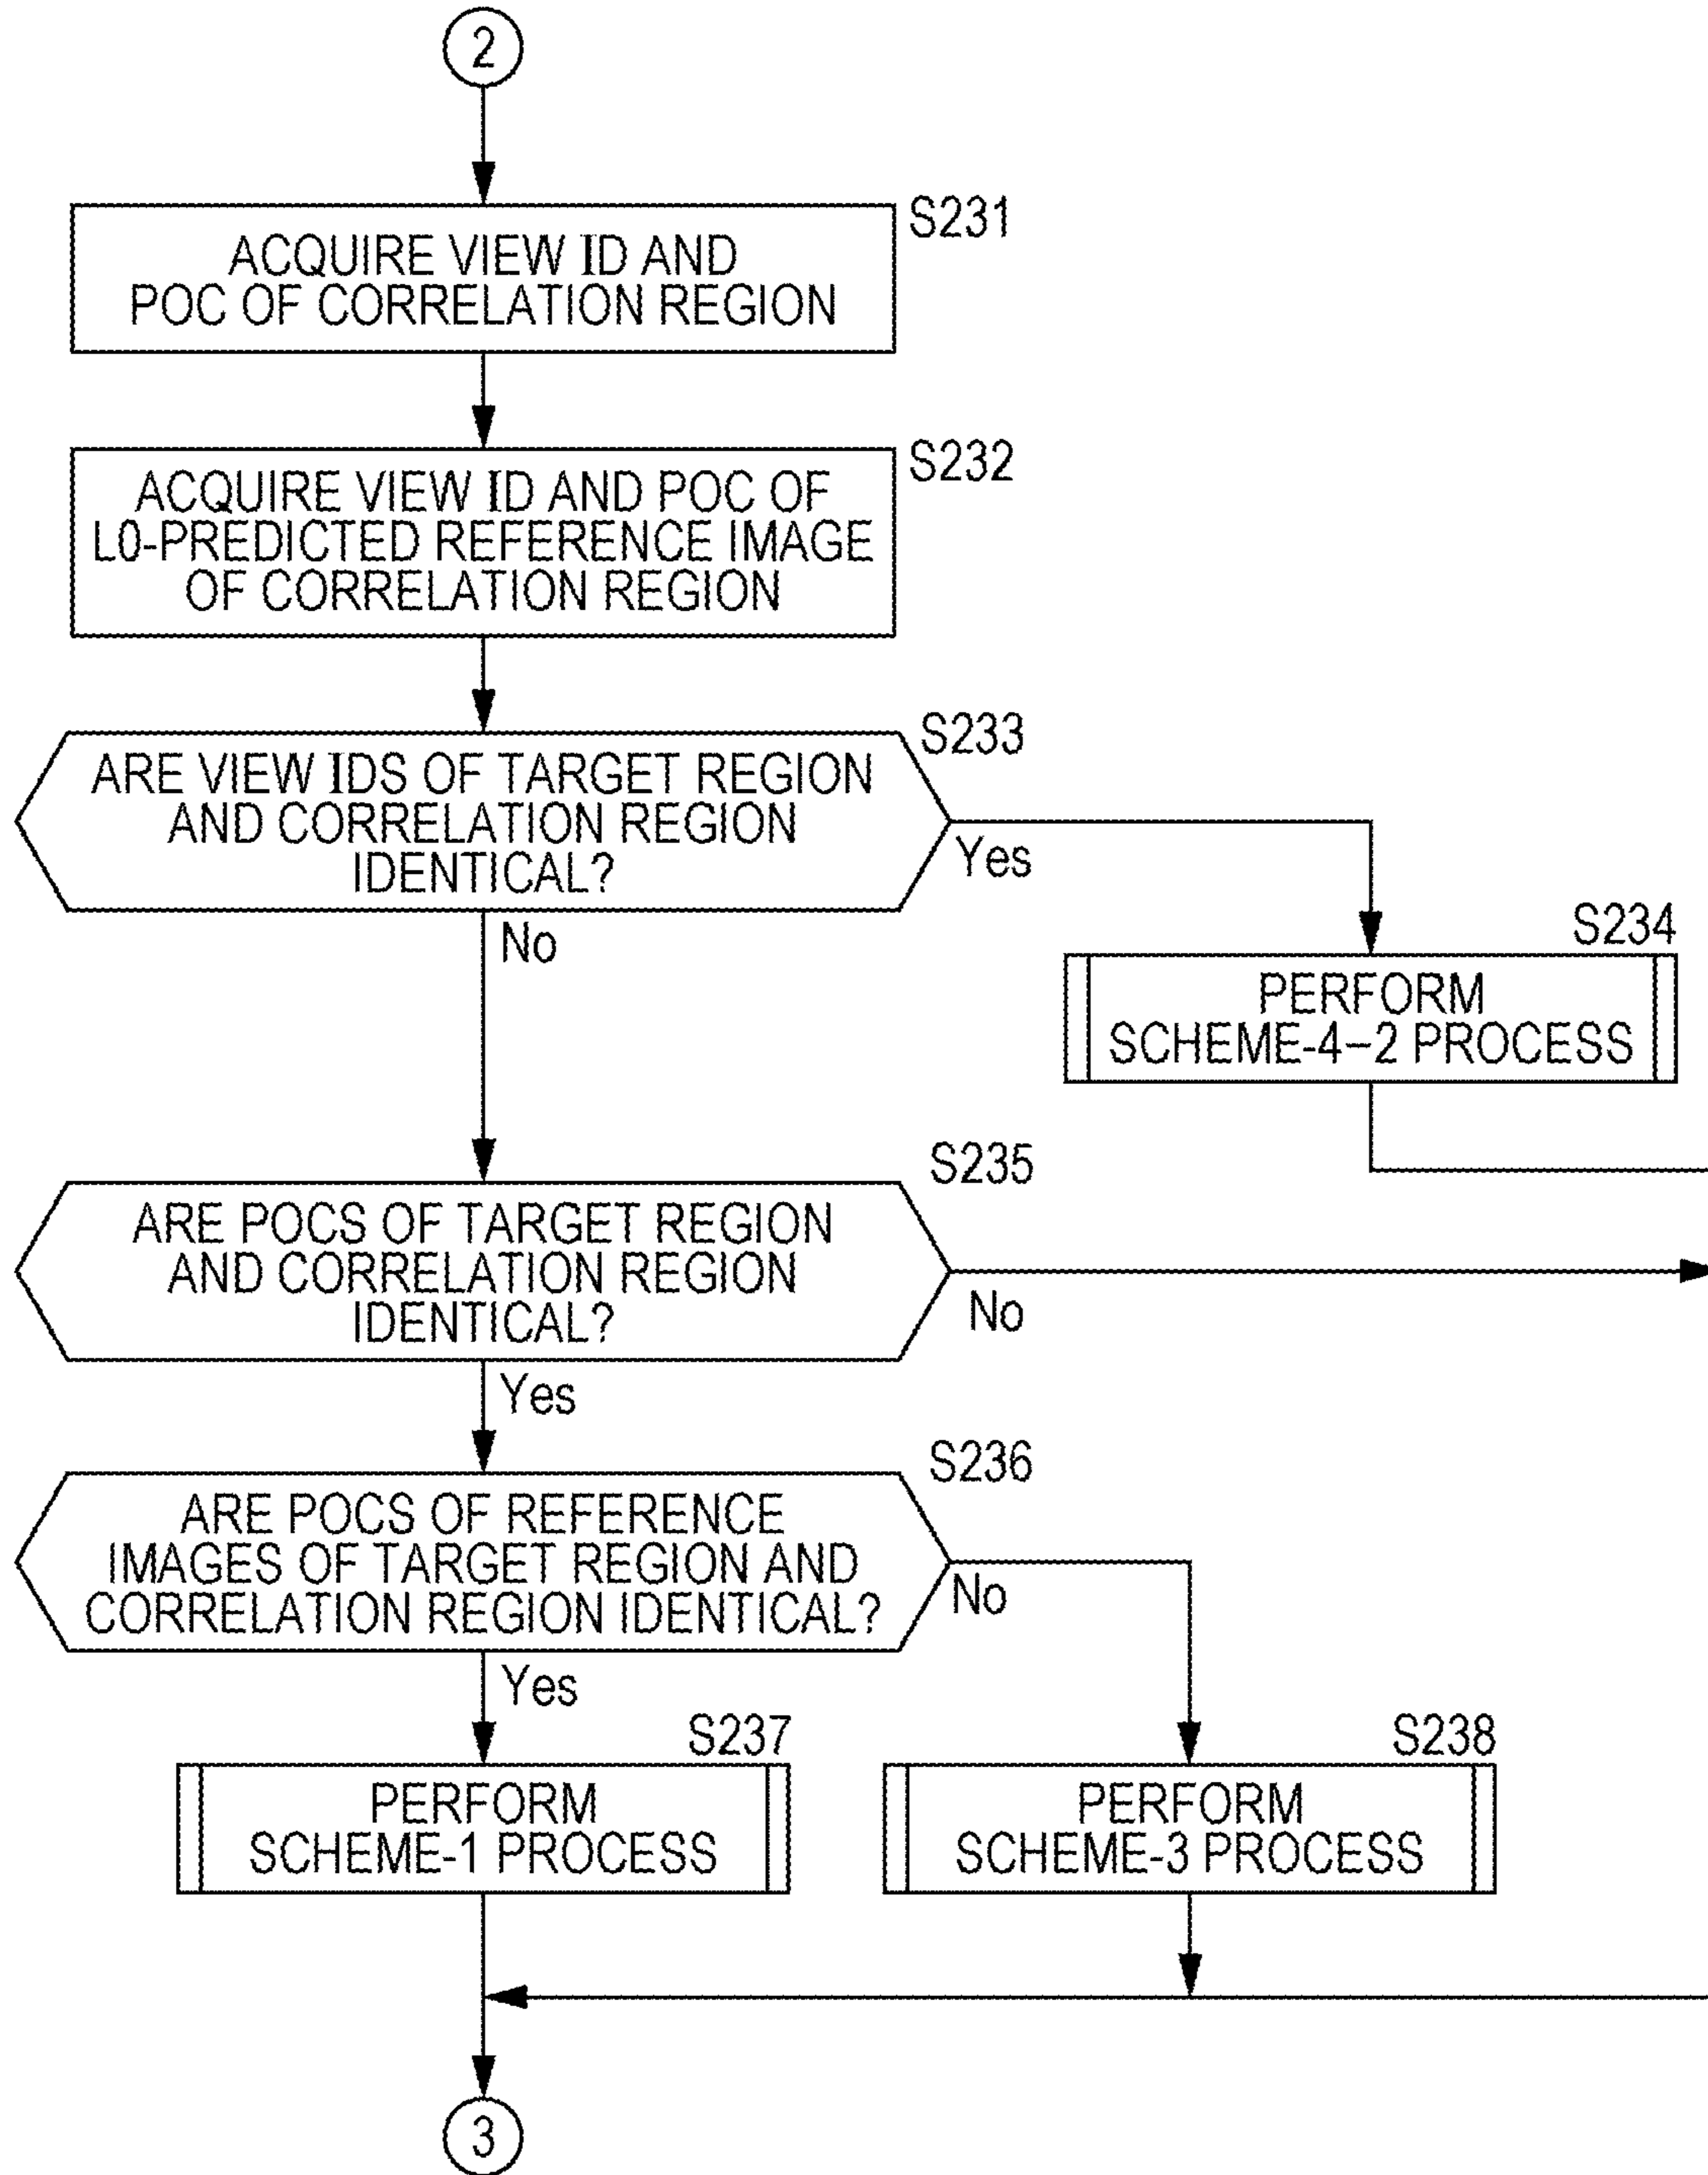 2
S231
ACQUIRE VIEW ID AND
POC OF CORRELATION REGION
S232
ACQUIRE VIEW ID AND POC OF
L0-PREDICTED REFERENCE IMAGE
OF CORRELATION REGION
S233
ARE VIEW IDS OF TARGET REGION
AND CORRELATION REGION
IDENTICAL?
Yes
No
S234
PERFORM
SCHEME-4-2 PROCESS
S235
ARE POCS OF TARGET REGION
AND CORRELATION REGION
IDENTICAL?
No
Yes
S236
ARE POCS OF REFERENCE
IMAGES OF TARGET REGION AND
CORRELATION REGION IDENTICAL?
No
Yes
S237
PERFORM
SCHEME-1 PROCESS
S238
PERFORM
SCHEME-3 PROCESS
3